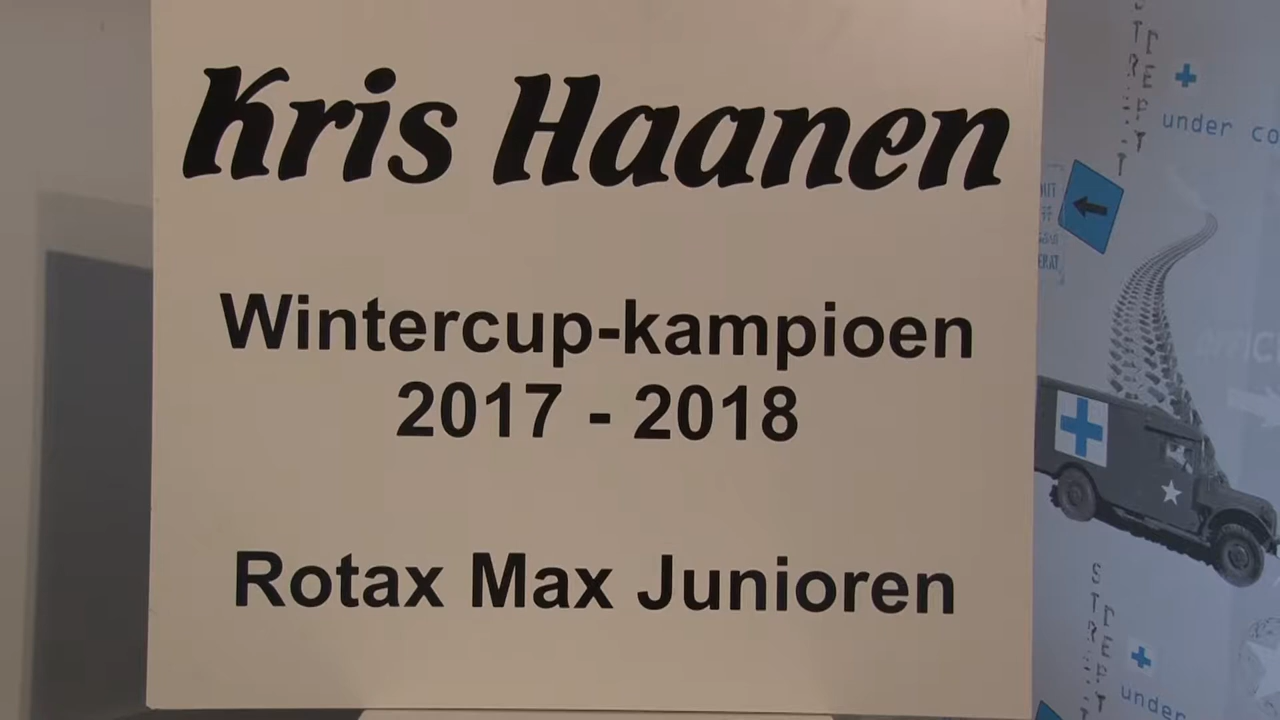 Kris Haanen
Wintercup-kampioen
2017 - 2018
Rotax Max Junioren
under co
under